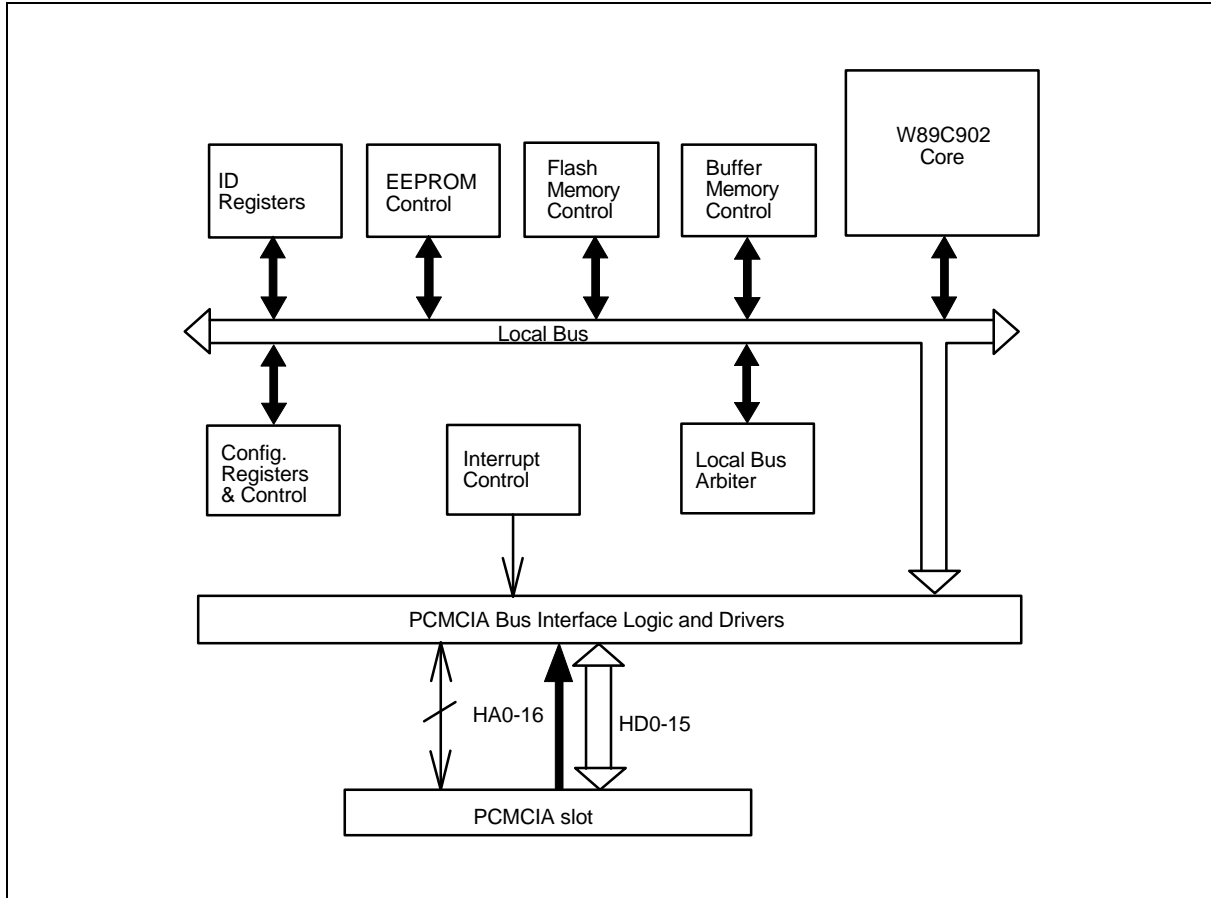 W89C902
Core
ID
Registers
EEPROM
Control
Flash
Memory
Control
Buffer
Memory
Control
Local Bus
Config.
Registers
& Control
Interrupt
Control
Local Bus
Arbiter
PCMCIA Bus Interface Logic and Drivers
HA0-16
HD0-15
PCMCIA slot